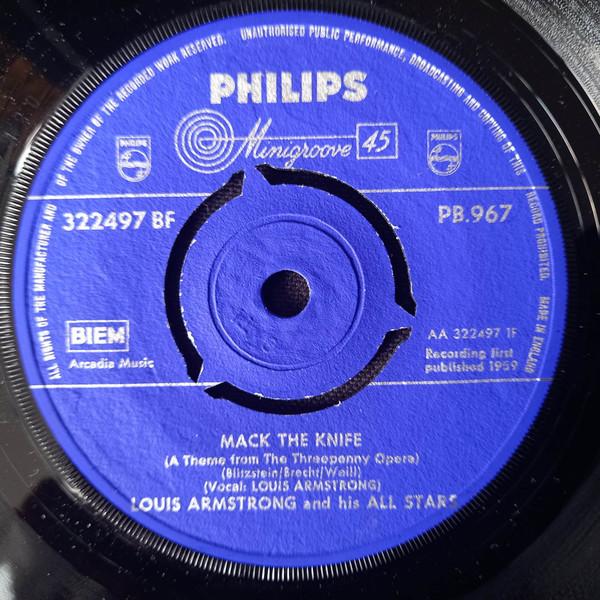 ALL RIGHTS OF THE MANUFACTURER AND OF THE OWNER OF THE RECORDED WORK RESERVED. UNAUTHORISED PUBLIC PERFORMANCE, BROADCASTING AND COPYING OF THIS RECORD PROHIBITED. MADE IN ENGLAND
PHILIPS
Minigroove 45
PHILIPS
PHILIPS
322497 BF
PB.967
BIEM
Arcadia Music
AA 322497 1F
Recording first
published 1959
MACK THE KNIFE
(A Theme from The Threepenny Opera)
(Blitzstein/Brecht/Weill)
(Vocal: LOUIS ARMSTRONG)
LOUIS ARMSTRONG and his ALL STARS